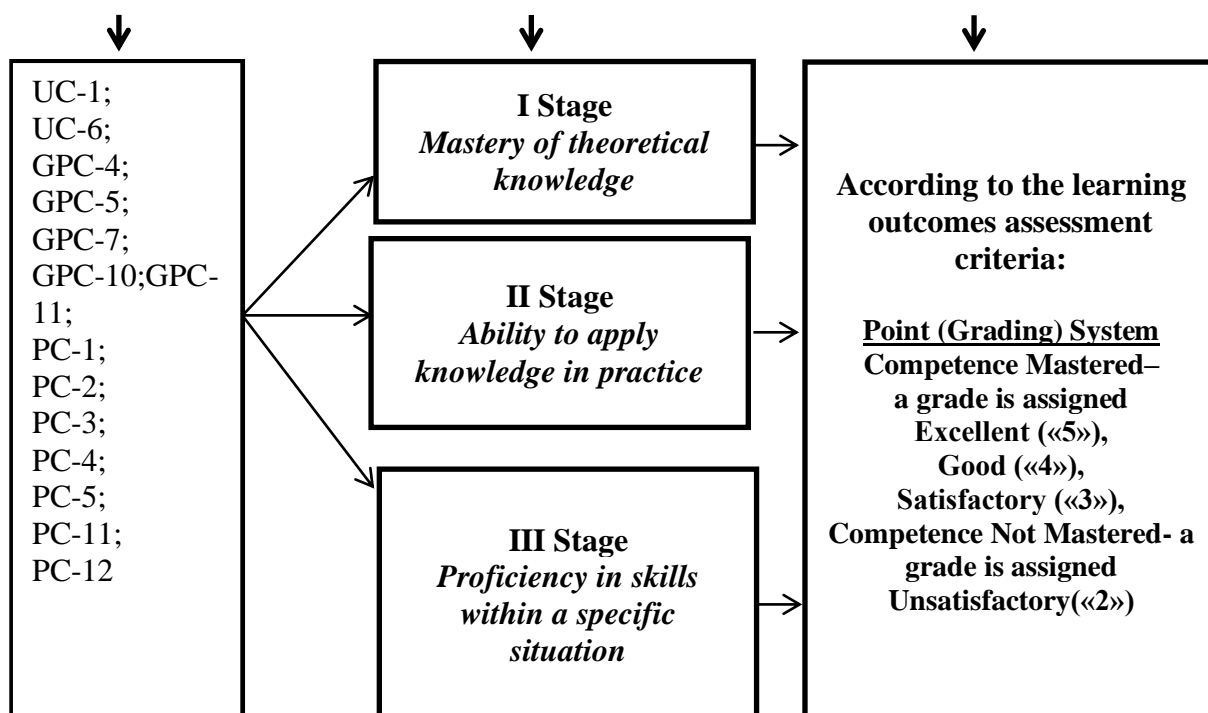 UC-1;
UC-6;
GPC-4;
GPC-5;
GPC-7;
GPC-10;GPC-
11;
PC-1;
PC-2;
PC-3;
PC-4;
PC-5;
PC-11;
PC-12
I Stage
Mastery of theoretical
knowledge
II Stage
Ability to apply
knowledge in practice
III Stage
Proficiency in skills
within a specific
situation
According to the learning
outcomes assessment
criteria:
Point (Grading) System
Competence Mastered–
a grade is assigned
Excellent («5»),
Good («4»),
Satisfactory («3»),
Competence Not Mastered- a
grade is assigned
Unsatisfactory(«2»)